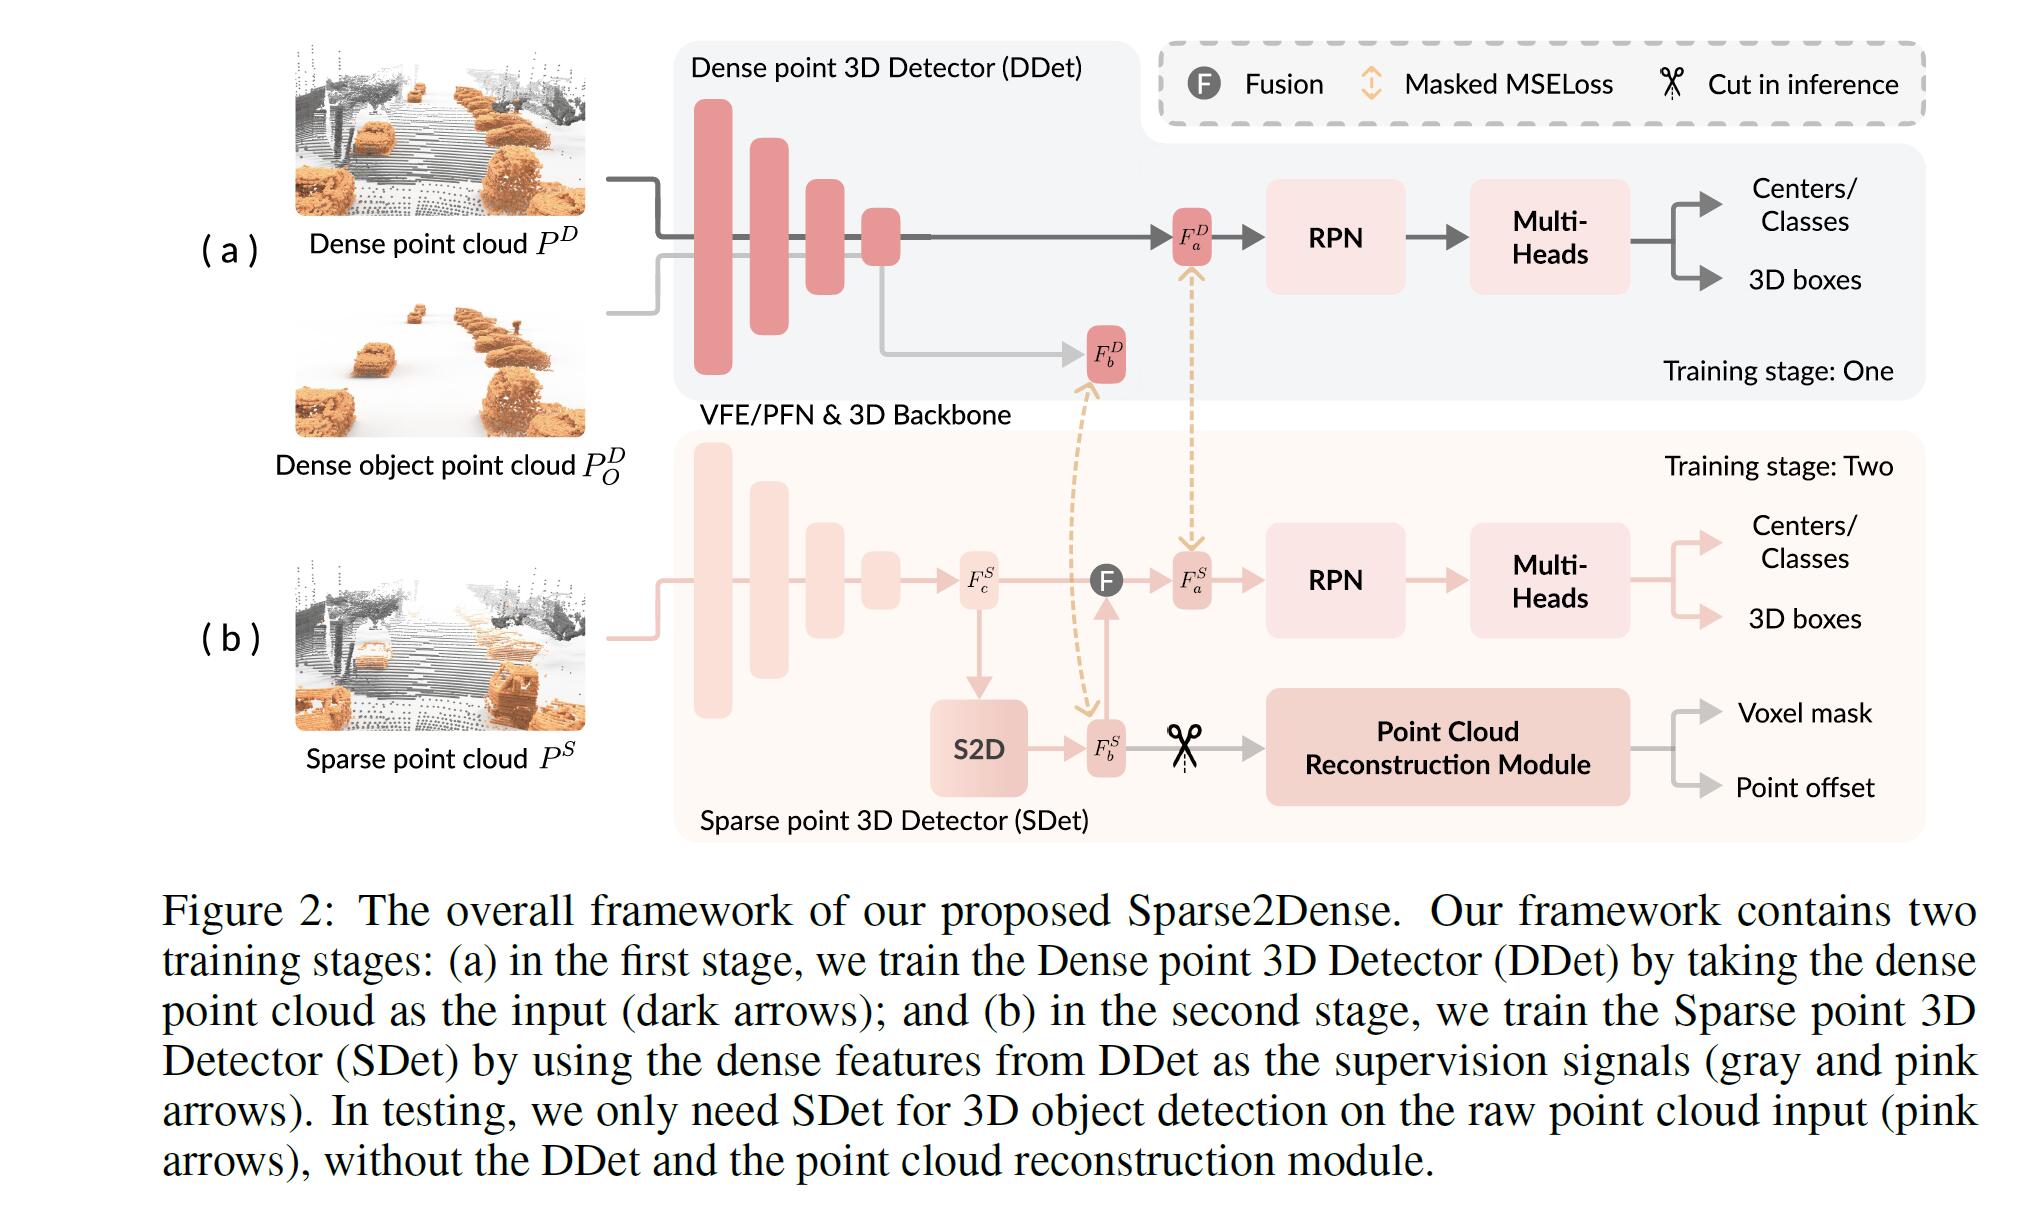 Dense point 3D Detector (DDet)
F Fusion Masked MSELoss Cut in inference
(a)
Dense point cloud P^D
Dense object point cloud P_O^D
F_a^D
RPN
Multi-
Heads
Centers/
Classes
3D boxes
F_b^D
Training stage: One
VFE/PFN & 3D Backbone
Training stage: Two
(b)
Sparse point cloud P^S
F_c^S
F
F_a^S
RPN
Multi-
Heads
Centers/
Classes
3D boxes
S2D
F_b^S
Point Cloud
Reconstruction Module
Voxel mask
Point offset
Sparse point 3D Detector (SDet)
Figure 2: The overall framework of our proposed Sparse2Dense. Our framework contains two
training stages: (a) in the first stage, we train the Dense point 3D Detector (DDet) by taking the dense
point cloud as the input (dark arrows); and (b) in the second stage, we train the Sparse point 3D
Detector (SDet) by using the dense features from DDet as the supervision signals (gray and pink
arrows). In testing, we only need SDet for 3D object detection on the raw point cloud input (pink
arrows), without the DDet and the point cloud reconstruction module.